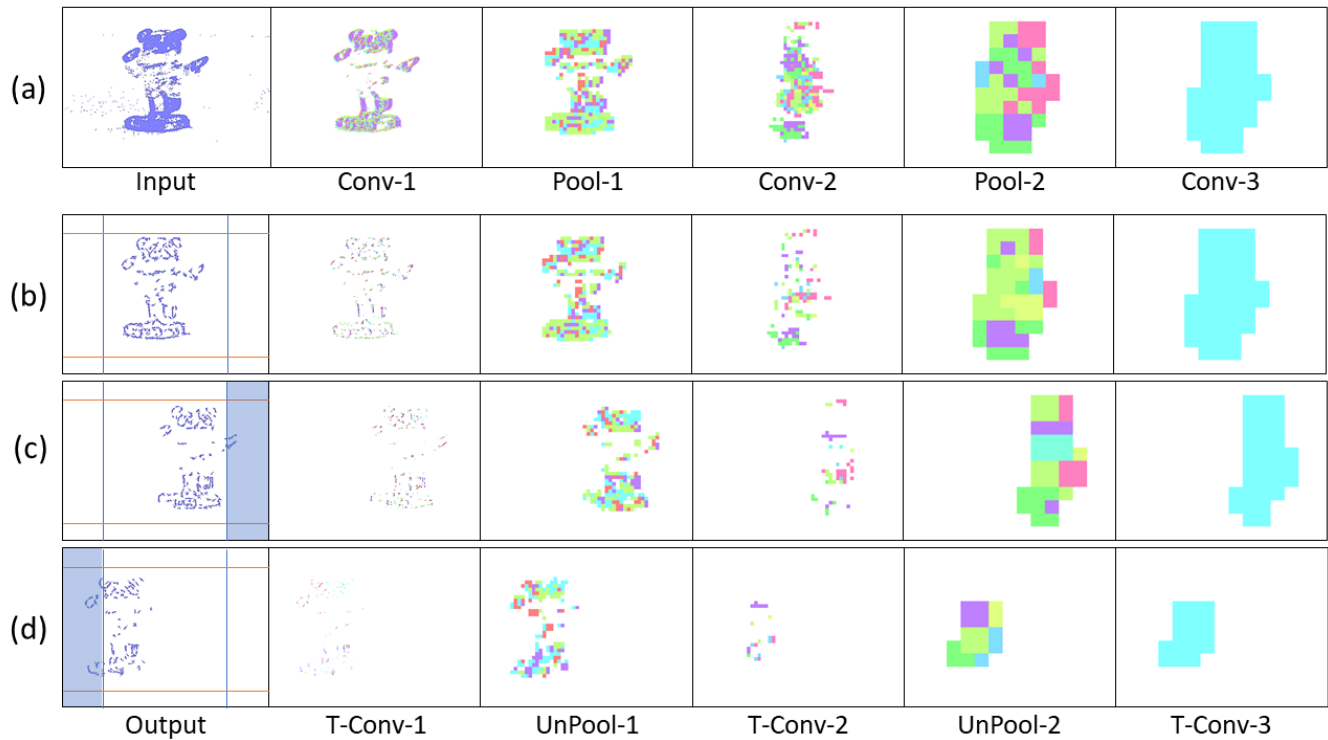 (a)
Input Conv-1 Pool-1 Conv-2 Pool-2 Conv-3
(b)
(c)
(d)
Output T-Conv-1 UnPool-1 T-Conv-2 UnPool-2 T-Conv-3